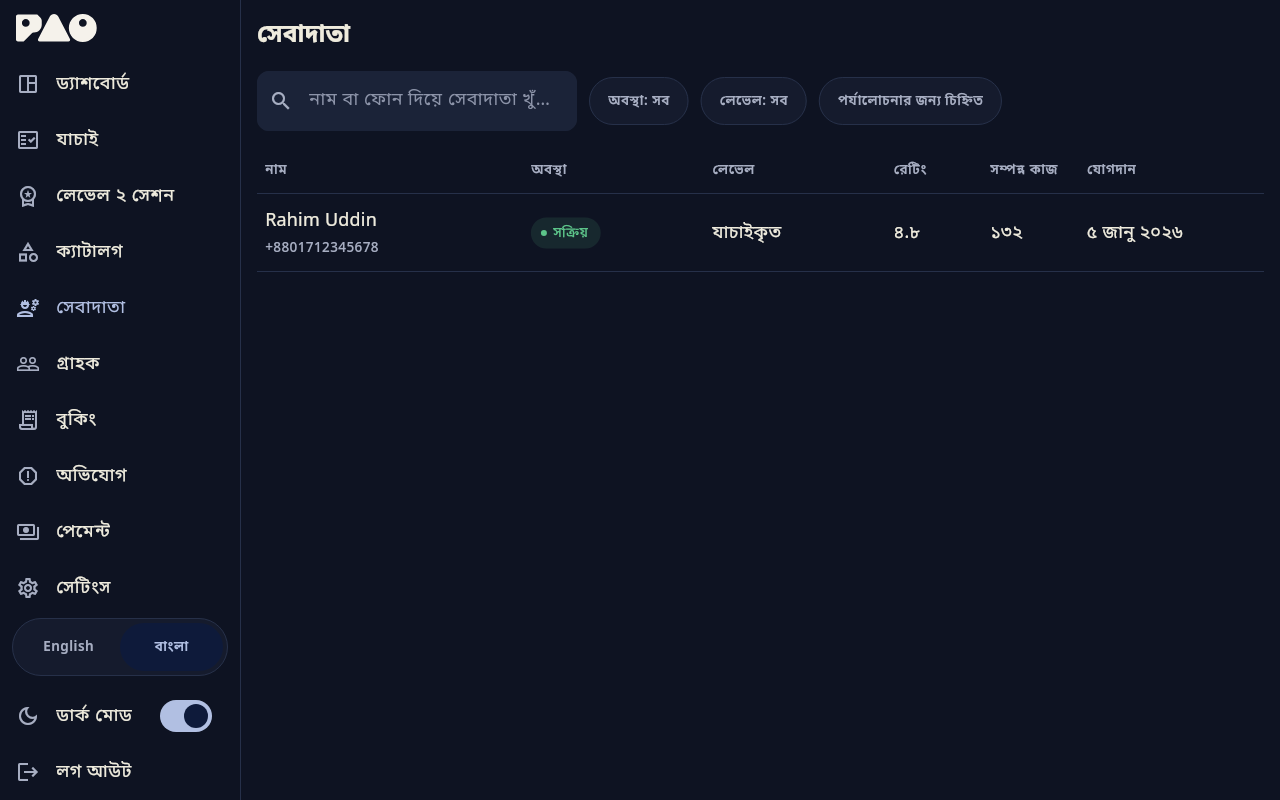 PAO
ড্যাশবোর্ড
যাচাই
লেভেল ২ সেশন
ক্যাটালগ
সেবাদাতা
গ্রাহক
বুকিং
অভিযোগ
পেমেন্ট
সেটিংস
English বাংলা
ডার্ক মোড
লগ আউট
সেবাদাতা
নাম বা ফোন দিয়ে সেবাদাতা খুঁ...
অবস্থা: সব
লেভেল: সব
পর্যালোচনার জন্য চিহ্নিত
নাম অবস্থা লেভেল রেটিং সম্পন্ন কাজ যোগদান
Rahim Uddin সক্রিয় যাচাইকৃত ৪.৮ ১৩২ ৫ জানু ২০২৬
+8801712345678